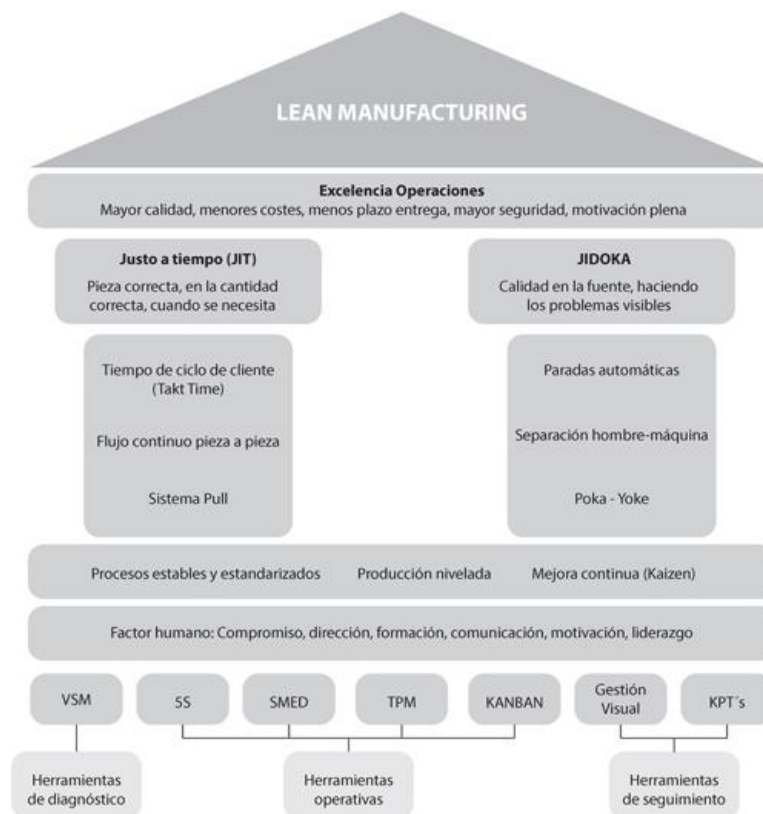 LEAN MANUFACTURING
Excelencia Operaciones
Mayor calidad, menores costes, menos plazo entrega, mayor seguridad, motivación plena
Justo a tiempo (JIT)
Pieza correcta, en la cantidad
correcta, cuando se necesita
JIDOKA
Calidad en la fuente, haciendo
los problemas visibles
Tiempo de ciclo de cliente
(Takt Time)
Flujo continuo pieza a pieza
Sistema Pull
Paradas automáticas
Separación hombre-máquina
Poka - Yoke
Procesos estables y estandarizados Producción nivelada Mejora continua (Kaizen)
Factor humano: Compromiso, dirección, formación, comunicación, motivación, liderazgo
VSM 5S SMED TPM KANBAN
Gestión
Visual
KPT´s
Herramientas
de diagnóstico
Herramientas
operativas
Herramientas
de seguimiento